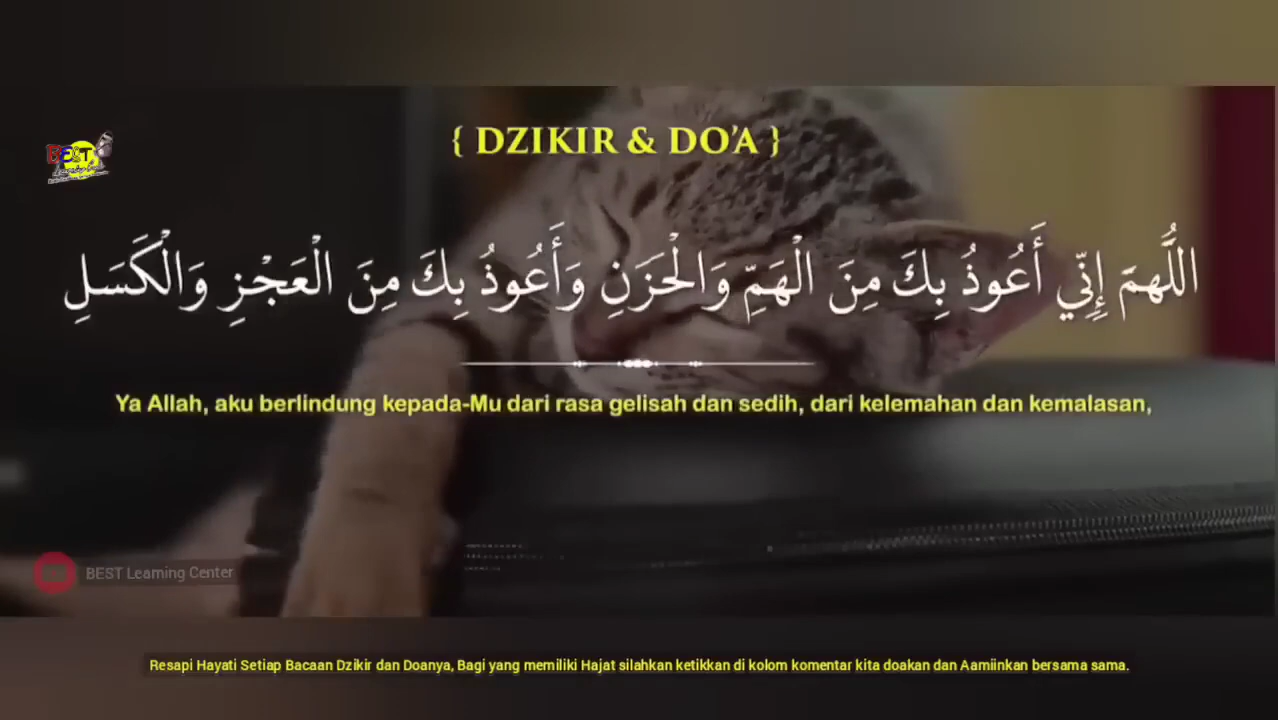 { DZIKIR & DO'A }
BEST
اللَّهُمَّ إِنِّي أَعُوذُ بِكَ مِنَ الْهَمِّ وَالْحَزَنِ وَأَعُوذُ بِكَ مِنَ الْعَجْزِ وَالْكَسَلِ
Ya Allah, aku berlindung kepada-Mu dari rasa gelisah dan sedih, dari kelemahan dan kemalasan,
BEST Learning Center
Resapi Hayati Setiap Bacaan Dzikir dan Doanya, Bagi yang memiliki Hajat silahkan ketikkan di kolom komentar kita doakan dan Aamiinkan bersama sama.